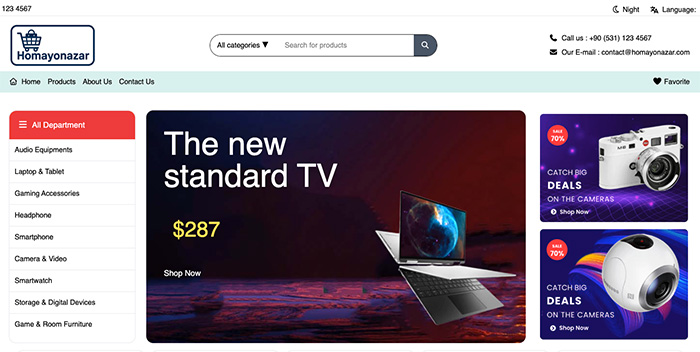 123 4567
Night
Language:
Homayonazar
All categories ▼
Search for products
Call us : +90 (531) 123 4567
Our E-mail : contact@homayonazar.com
Home
Products
About Us
Contact Us
Favorite
All Department
Audio Equipments
Laptop & Tablet
Gaming Accessories
Headphone
Smartphone
Camera & Video
Smartwatch
Storage & Digital Devices
Game & Room Furniture
The new
standard TV
$287
Shop Now
SALE
70%
CATCH BIG
DEALS
ON THE CAMERAS
Shop Now
SALE
70%
CATCH BIG
DEALS
ON THE CAMERAS
Shop Now